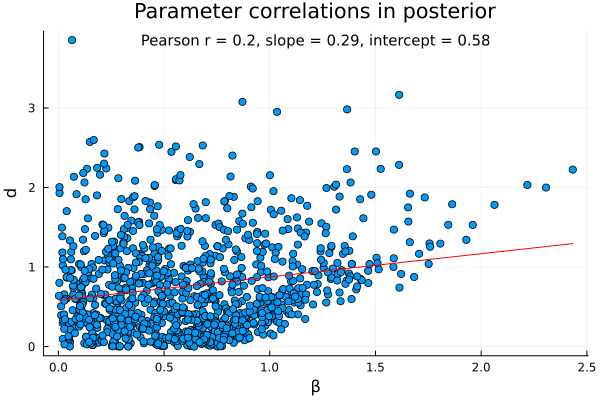 Parameter correlations in posterior
Pearson r = 0.2, slope = 0.29, intercept = 0.58
d
3
2
1
0
0.0 0.5 1.0 1.5 2.0 2.5
β